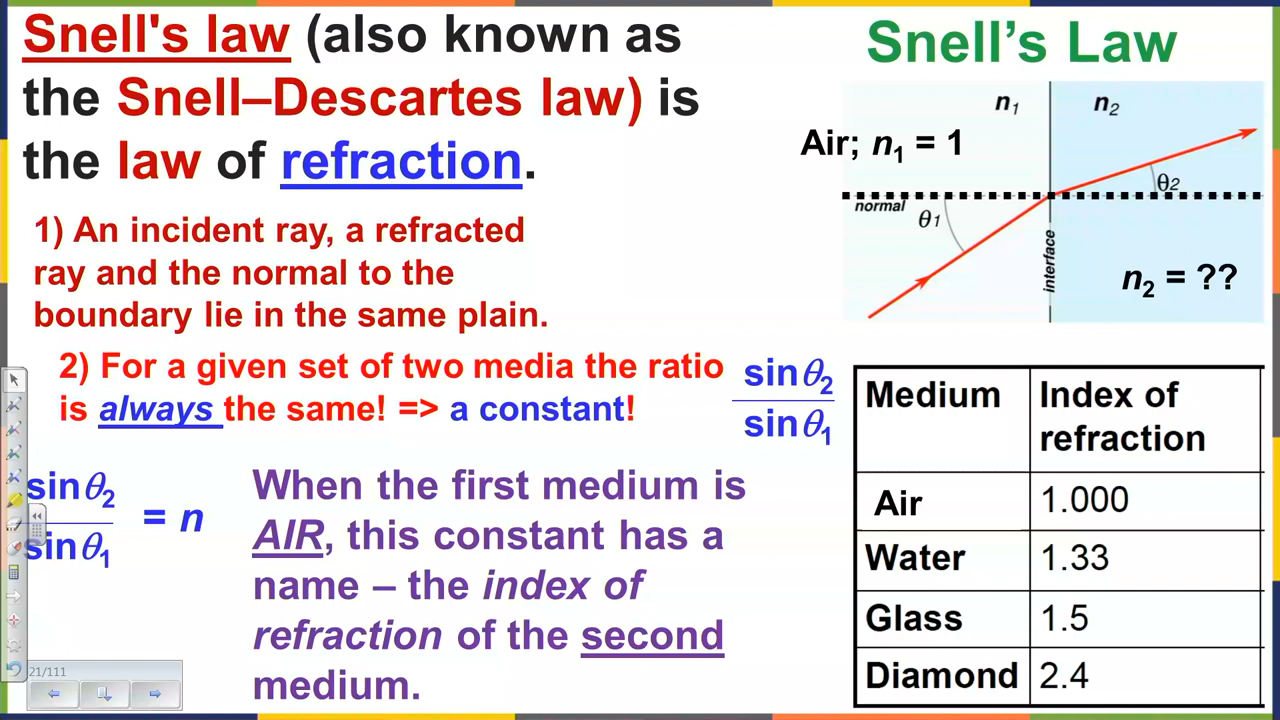 Snell's law (also known as
the Snell–Descartes law) is
the law of refraction.
1) An incident ray, a refracted
ray and the normal to the
boundary lie in the same plain.
2) For a given set of two media the ratio
is always the same! => a constant!
sinθ2
sinθ1
sinθ2
sinθ1
= n
When the first medium is
AIR, this constant has a
name – the index of
refraction of the second
medium.
21/111
Snell’s Law
n1
n2
Air; n1 = 1
normal
θ1
θ2
interface
n2 = ??
Medium Index of
refraction
Air 1.000
Water 1.33
Glass 1.5
Diamond 2.4